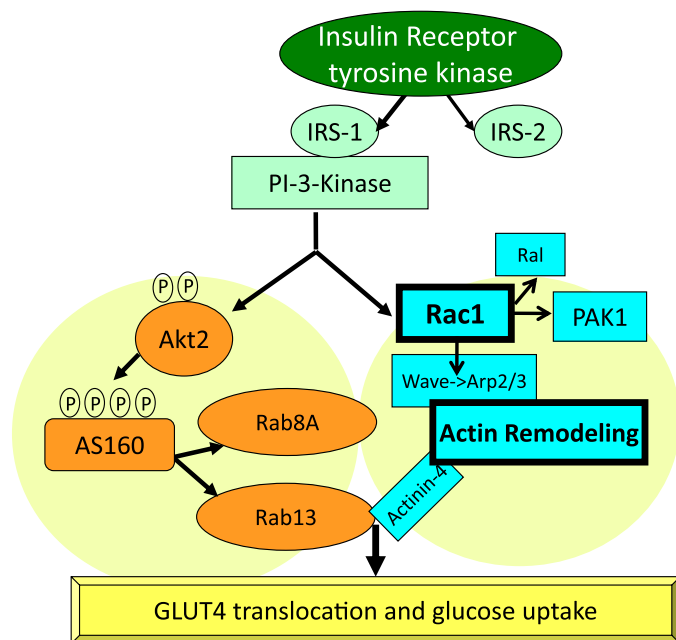 Insulin Receptor
tyrosine kinase
IRS-1
IRS-2
PI-3-Kinase
Ral
P P
Rac1
PAK1
Akt2
Wave->Arp2/3
P P P P
Rab8A
Actin Remodeling
AS160
Actinin-4
Rab13
GLUT4 translocation and glucose uptake